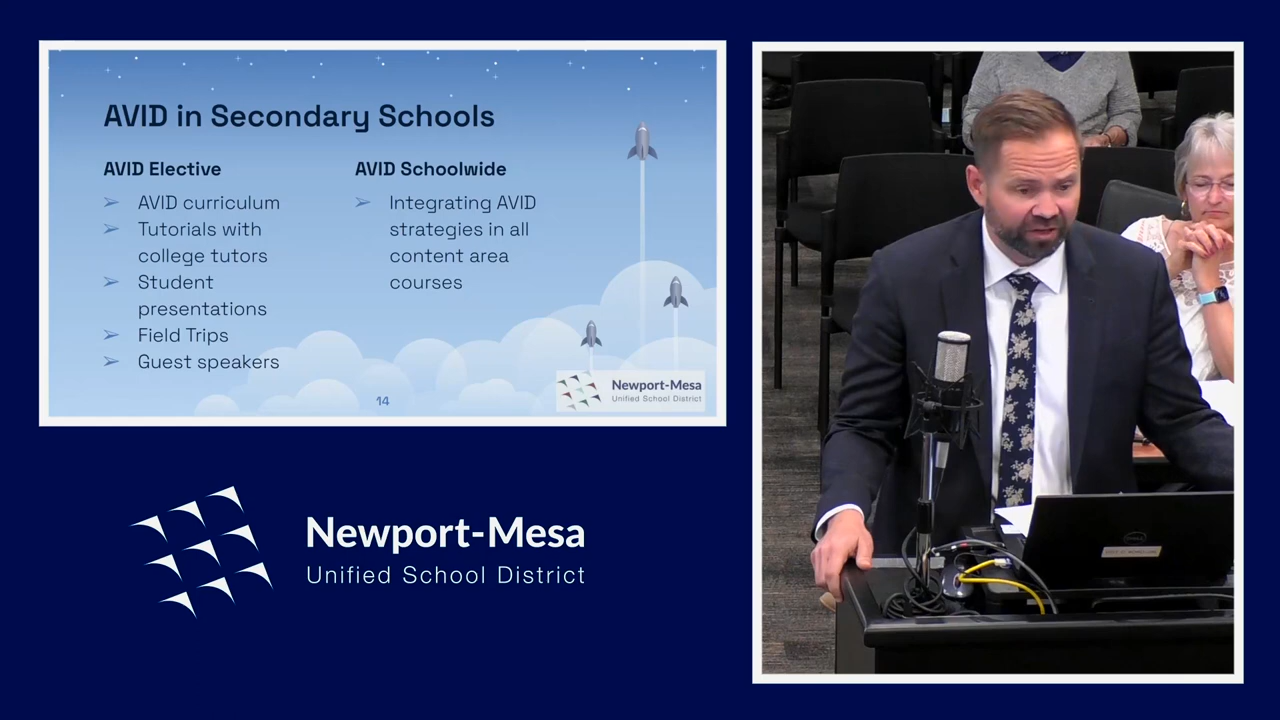 AVID in Secondary Schools
AVID Elective
➢ AVID curriculum
➢ Tutorials with
college tutors
➢ Student
presentations
➢ Field Trips
➢ Guest speakers
AVID Schoolwide
➢ Integrating AVID
strategies in all
content area
courses
14
Newport-Mesa
Unified School District
Newport-Mesa
Unified School District
DELL